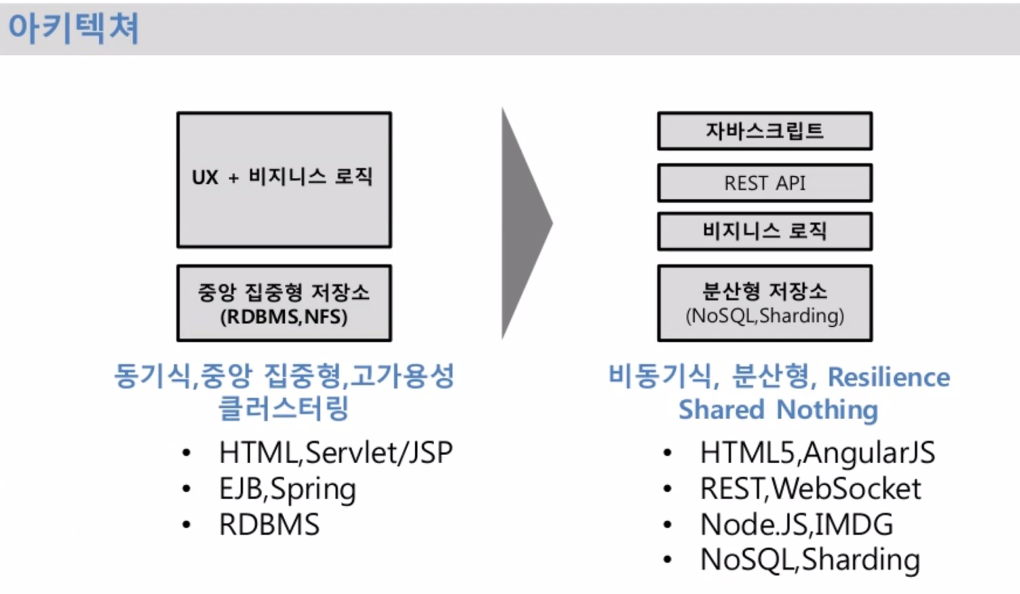 아키텍쳐
UX + 비지니스 로직
중앙 집중형 저장소
(RDBMS,NFS)
동기식,중앙 집중형,고가용성
클러스터링
• HTML,Servlet/JSP
• EJB,Spring
• RDBMS
자바스크립트
REST API
비지니스 로직
분산형 저장소
(NoSQL,Sharding)
비동기식, 분산형, Resilience
Shared Nothing
• HTML5,AngularJS
• REST,WebSocket
• Node.JS,IMDG
• NoSQL,Sharding